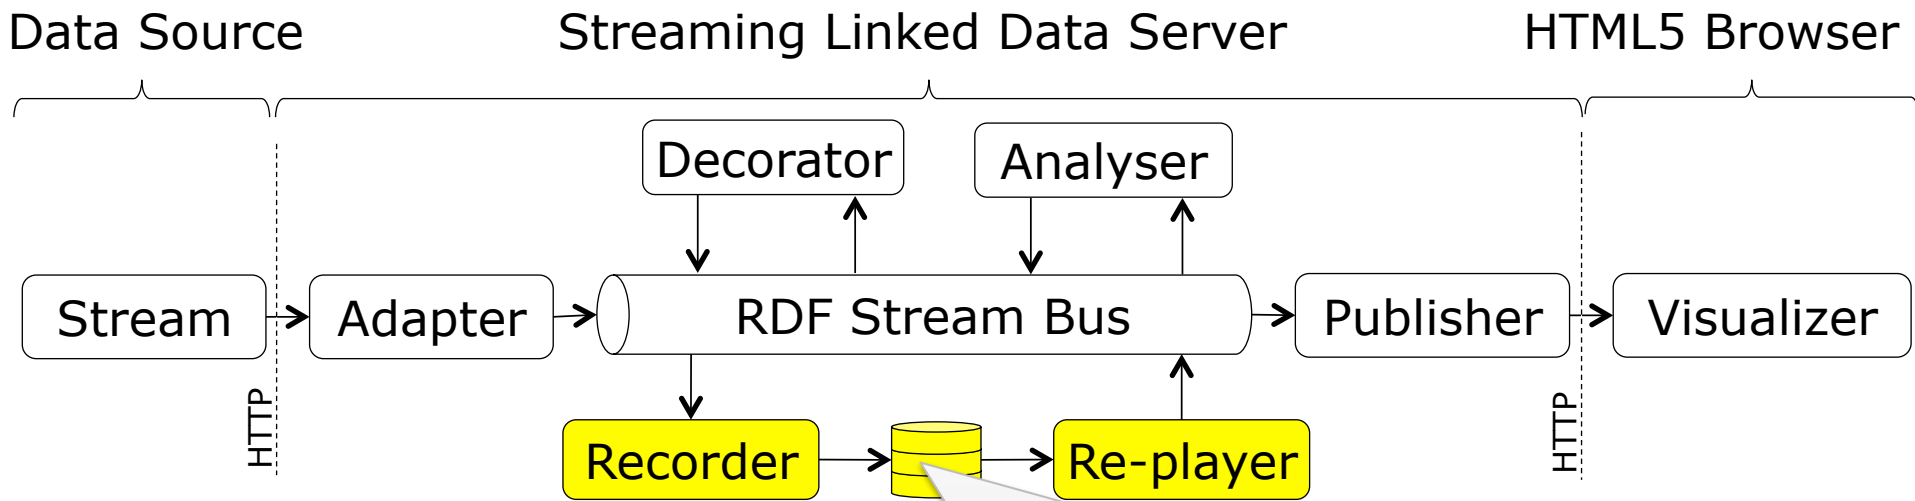 Data Source
Streaming Linked Data Server
HTML5 Browser
Decorator
Analyser
Stream
Adapter
RDF Stream Bus
Publisher
Visualizer
HTTP
HTTP
Recorder
Re-player